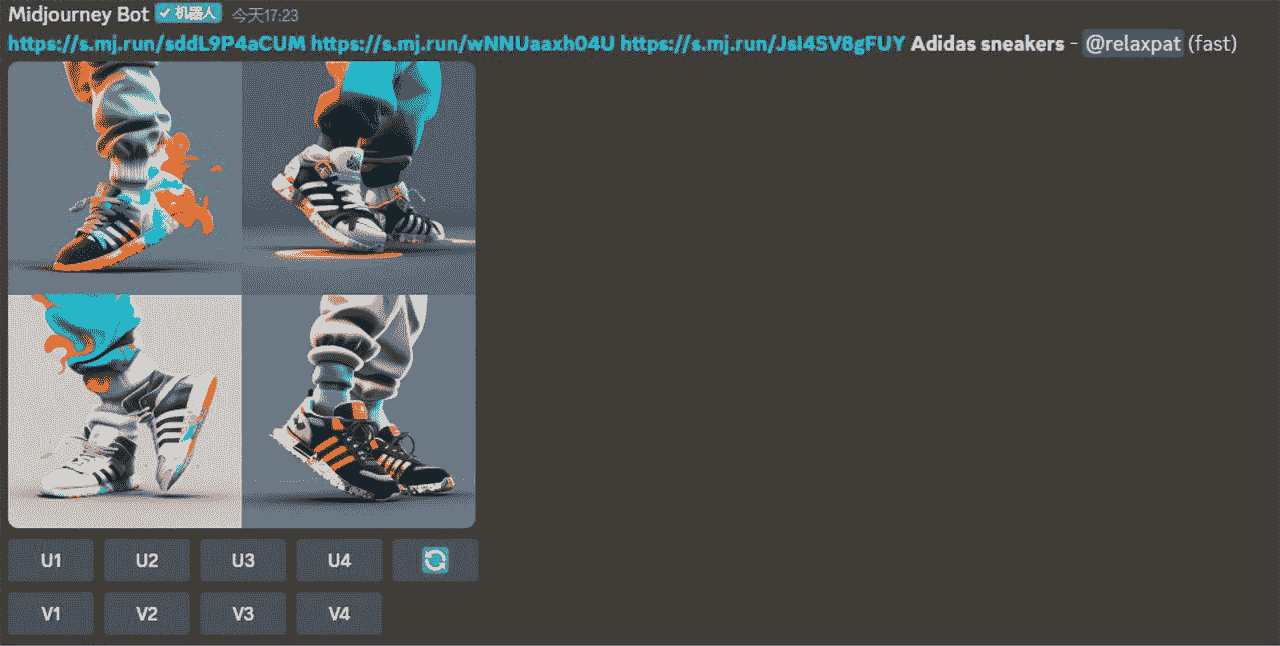 Midjourney Bot ✓机器人 今天17:23
https://s.mj.run/sddL9P4aCUM https://s.mj.run/wNNUaaxh04U https://s.mj.run/JsI4SV8gFUY Adidas sneakers - @relaxpat (fast)
U1 U2 U3 U4
V1 V2 V3 V4